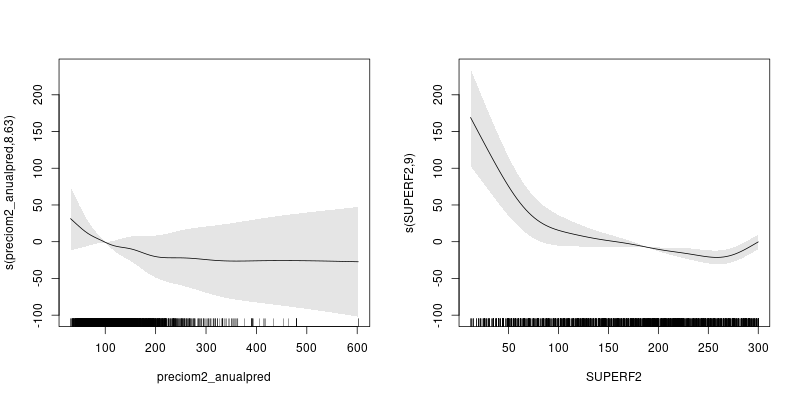 s(preciom2_anualpred,8.63)
200
150
100
50
0
-50
-100
100 200 300 400 500 600
preciom2_anualpred
s(SUPERF2,9)
200
150
100
50
0
-50
-100
50 100 150 200 250 300
SUPERF2